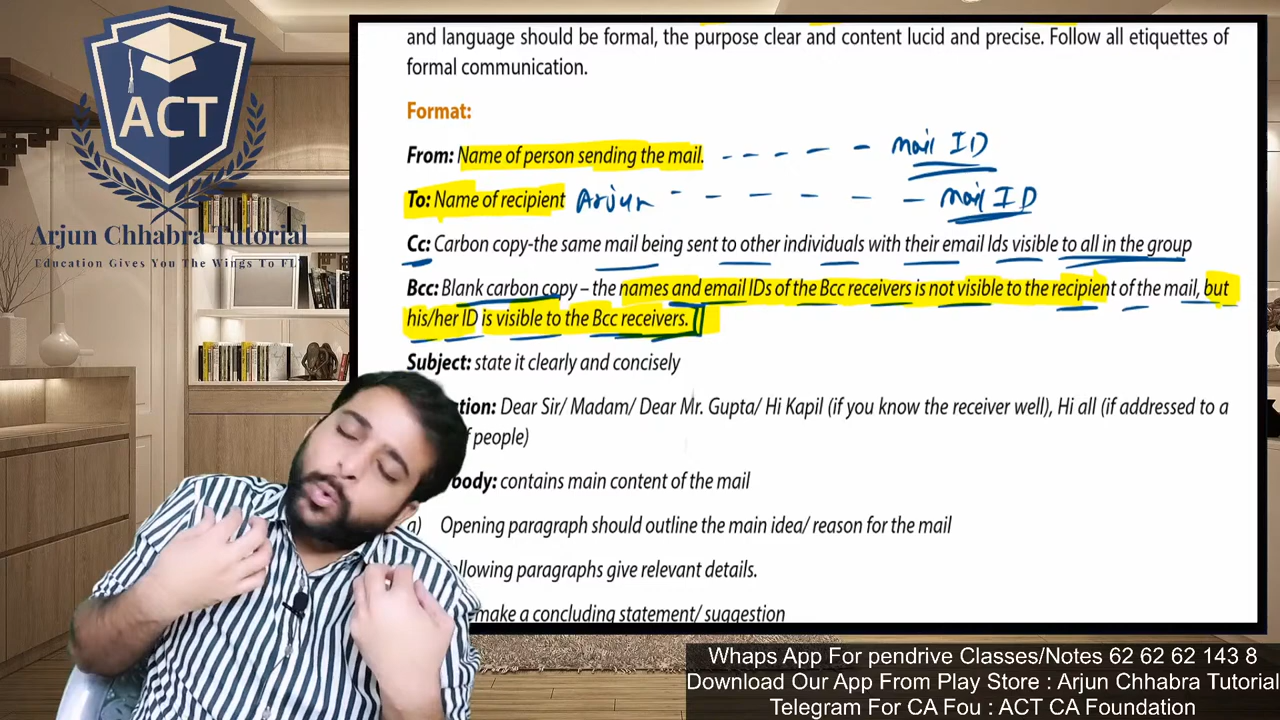 ACT
Arjun Chhabra Tutorial
Education Gives You The Wings To
and language should be formal, the purpose clear and content lucid and precise. Follow all etiquettes of
formal communication.
Format:
From: Name of person sending the mail. ----- mail ID
To: Name of recipient Arjun ------ mail ID
Cc: Carbon copy-the same mail being sent to other individuals with their email Ids visible to all in the group
Bcc: Blank carbon copy – the names and email IDs of the Bcc receivers is not visible to the recipient of the mail, but
his/her ID is visible to the Bcc receivers.
Subject: state it clearly and concisely
Dear Sir/ Madam/ Dear Mr. Gupta/ Hi Kapil (if you know the receiver well), Hi all (if addressed to a
people)
body: contains main content of the mail
a) Opening paragraph should outline the main idea/ reason for the mail
paragraphs give relevant details.
make a concluding statement/ suggestion
Whaps App For pendrive Classes/Notes 62 62 62 143 8
Download Our App From Play Store : Arjun Chhabra Tutorial
Telegram For CA Fou : ACT CA Foundation